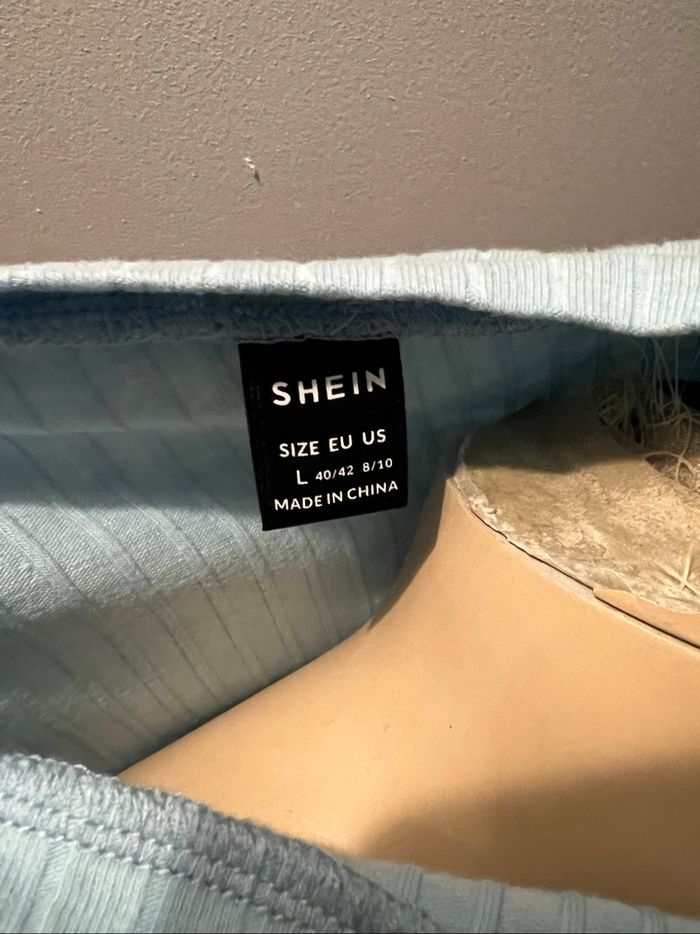 SHEIN
SIZE EU US
L 40/42 8/10
MADE IN CHINA